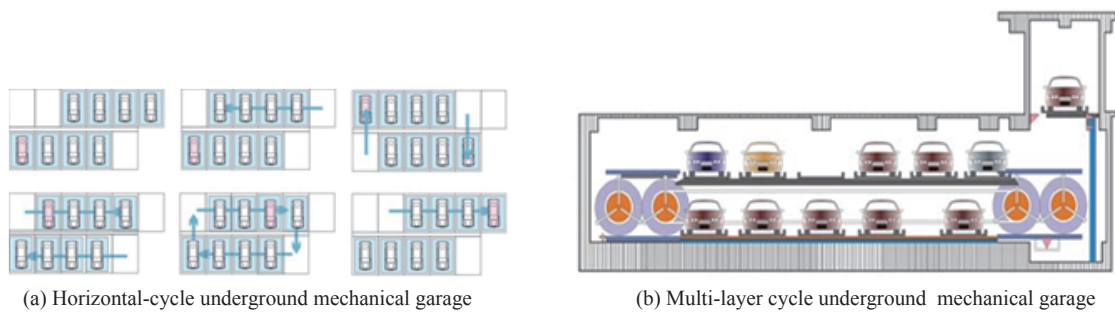 (a) Horizontal-cycle underground mechanical garage
(b) Multi-layer cycle underground mechanical garage